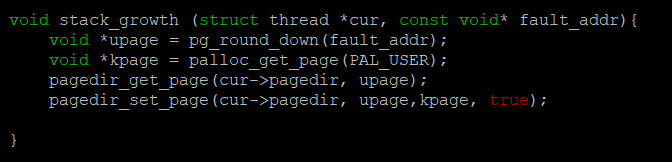 void stack_growth (struct thread *cur, const void* fault_addr){
    void *upage = pg_round_down(fault_addr);
    void *kpage = palloc_get_page(PAL_USER);
    pagedir_get_page(cur->pagedir, upage);
    pagedir_set_page(cur->pagedir, upage,kpage, true);
}